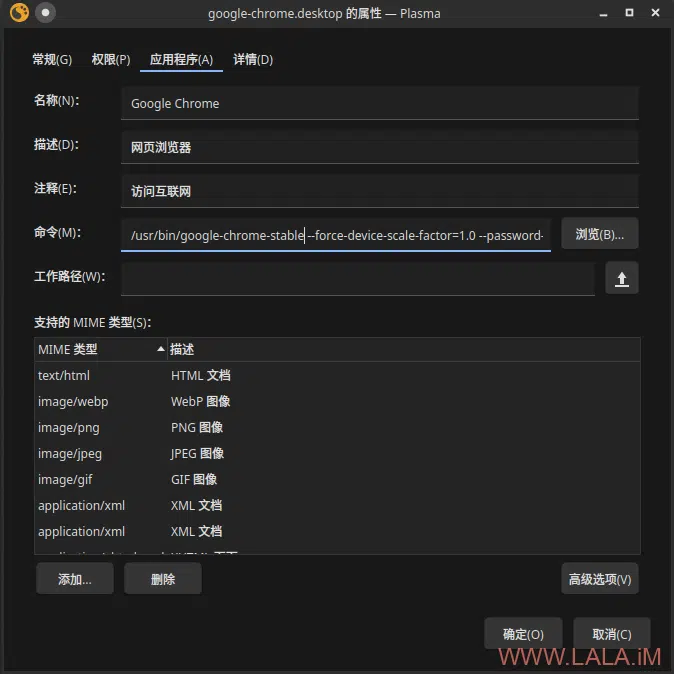 google-chrome.desktop 的属性 — Plasma
常规(G) 权限(P) 应用程序(A) 详情(D)
名称(N): Google Chrome
描述(D): 网页浏览器
注释(E): 访问互联网
命令(M): /usr/bin/google-chrome-stable --force-device-scale-factor=1.0 --password- 浏览(B)...
工作路径(W):
支持的 MIME 类型(S):
MIME 类型 描述
text/html HTML 文档
image/webp WebP 图像
image/png PNG 图像
image/jpeg JPEG 图像
image/gif GIF 图像
application/xml XML 文档
application/xml XML 文档
添加... 删除 高级选项(V)
确定(O) 取消(C)
WWW.LALA.iM